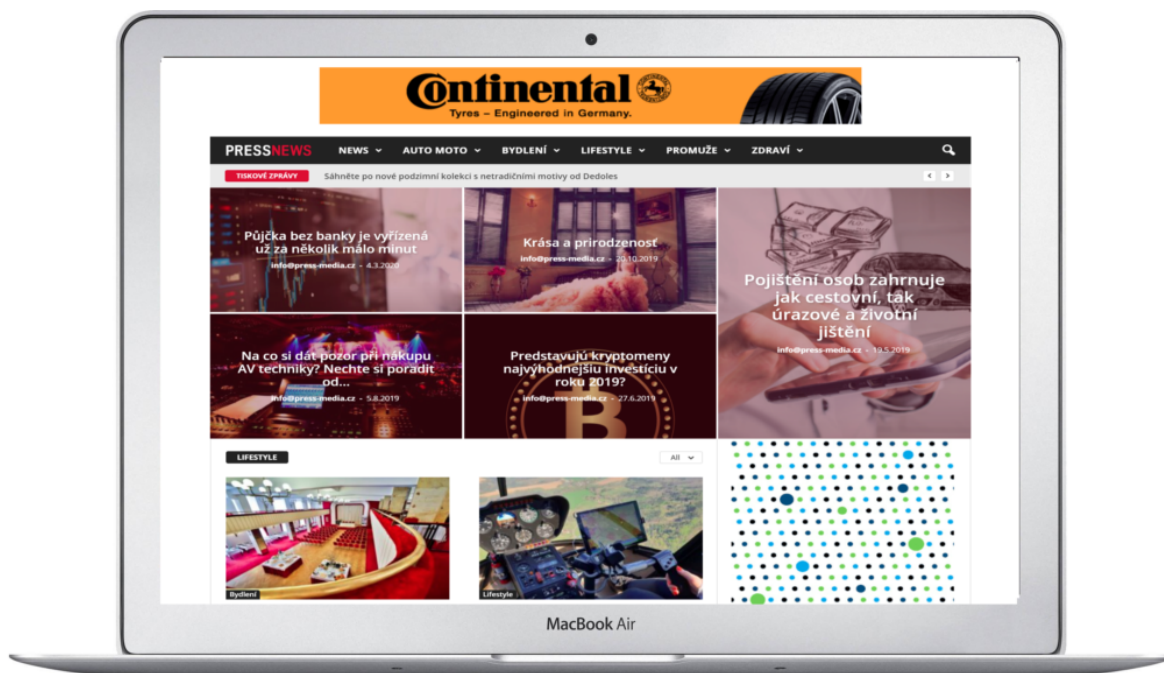 Continental
Tyres – Engineered in Germany.
PRESSNEWS NEWS AUTO MOTO BYDLENÍ LIFESTYLE PROMUŽE ZDRAVÍ
TISKOVÉ ZPRÁVY Sáhněte po nové podzimní kolekci s netradičními motivy od Dedoles
Půjčka bez banky je vyřízená
už za několik málo minut
info@press-media.cz - 4.3.2020
Krása a prirodzenosť
info@press-media.cz - 20.10.2019
Pojištění osob zahrnuje
jak cestovní, tak
úrazové a životní
jištění
info@press-media.cz - 19.5.2019
Na co si dát pozor při nákupu
AV techniky? Nechte si poradit
od...
info@press-media.cz - 5.8.2019
Predstavujú kryptomeny
najvýhodnejšiu investíciu v
roku 2019?
info@press-media.cz - 27.6.2019
LIFESTYLE
All
Bydlení
Lifestyle
MacBook Air